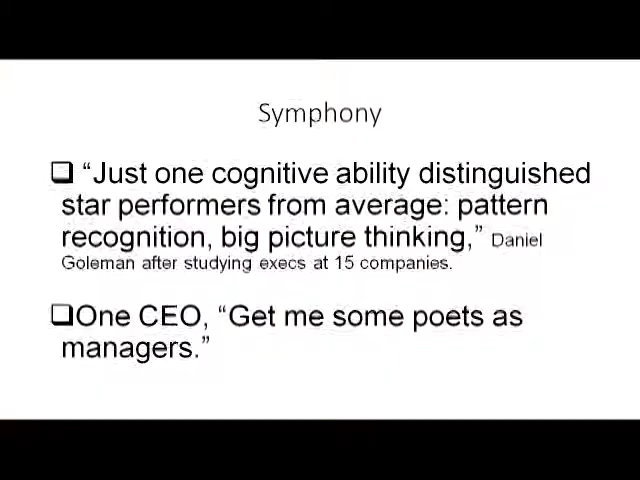 Symphony
❑ “Just one cognitive ability distinguished
star performers from average: pattern
recognition, big picture thinking,” Daniel
Goleman after studying execs at 15 companies.
❑One CEO, “Get me some poets as
managers.”